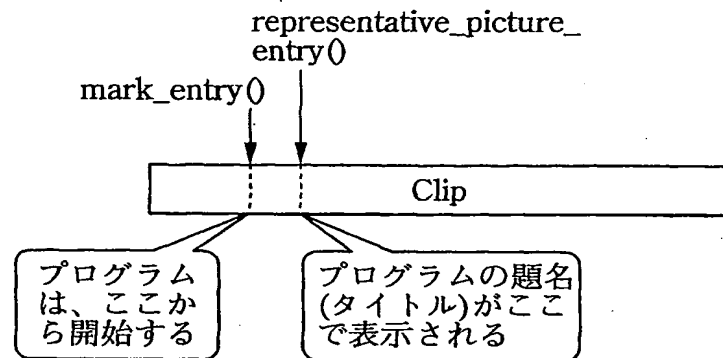 representative_picture_
entry()
mark_entry()
Clip
プログラム
は、ここか
ら開始する
プログラムの題名
(タイトル)がここ
で表示される